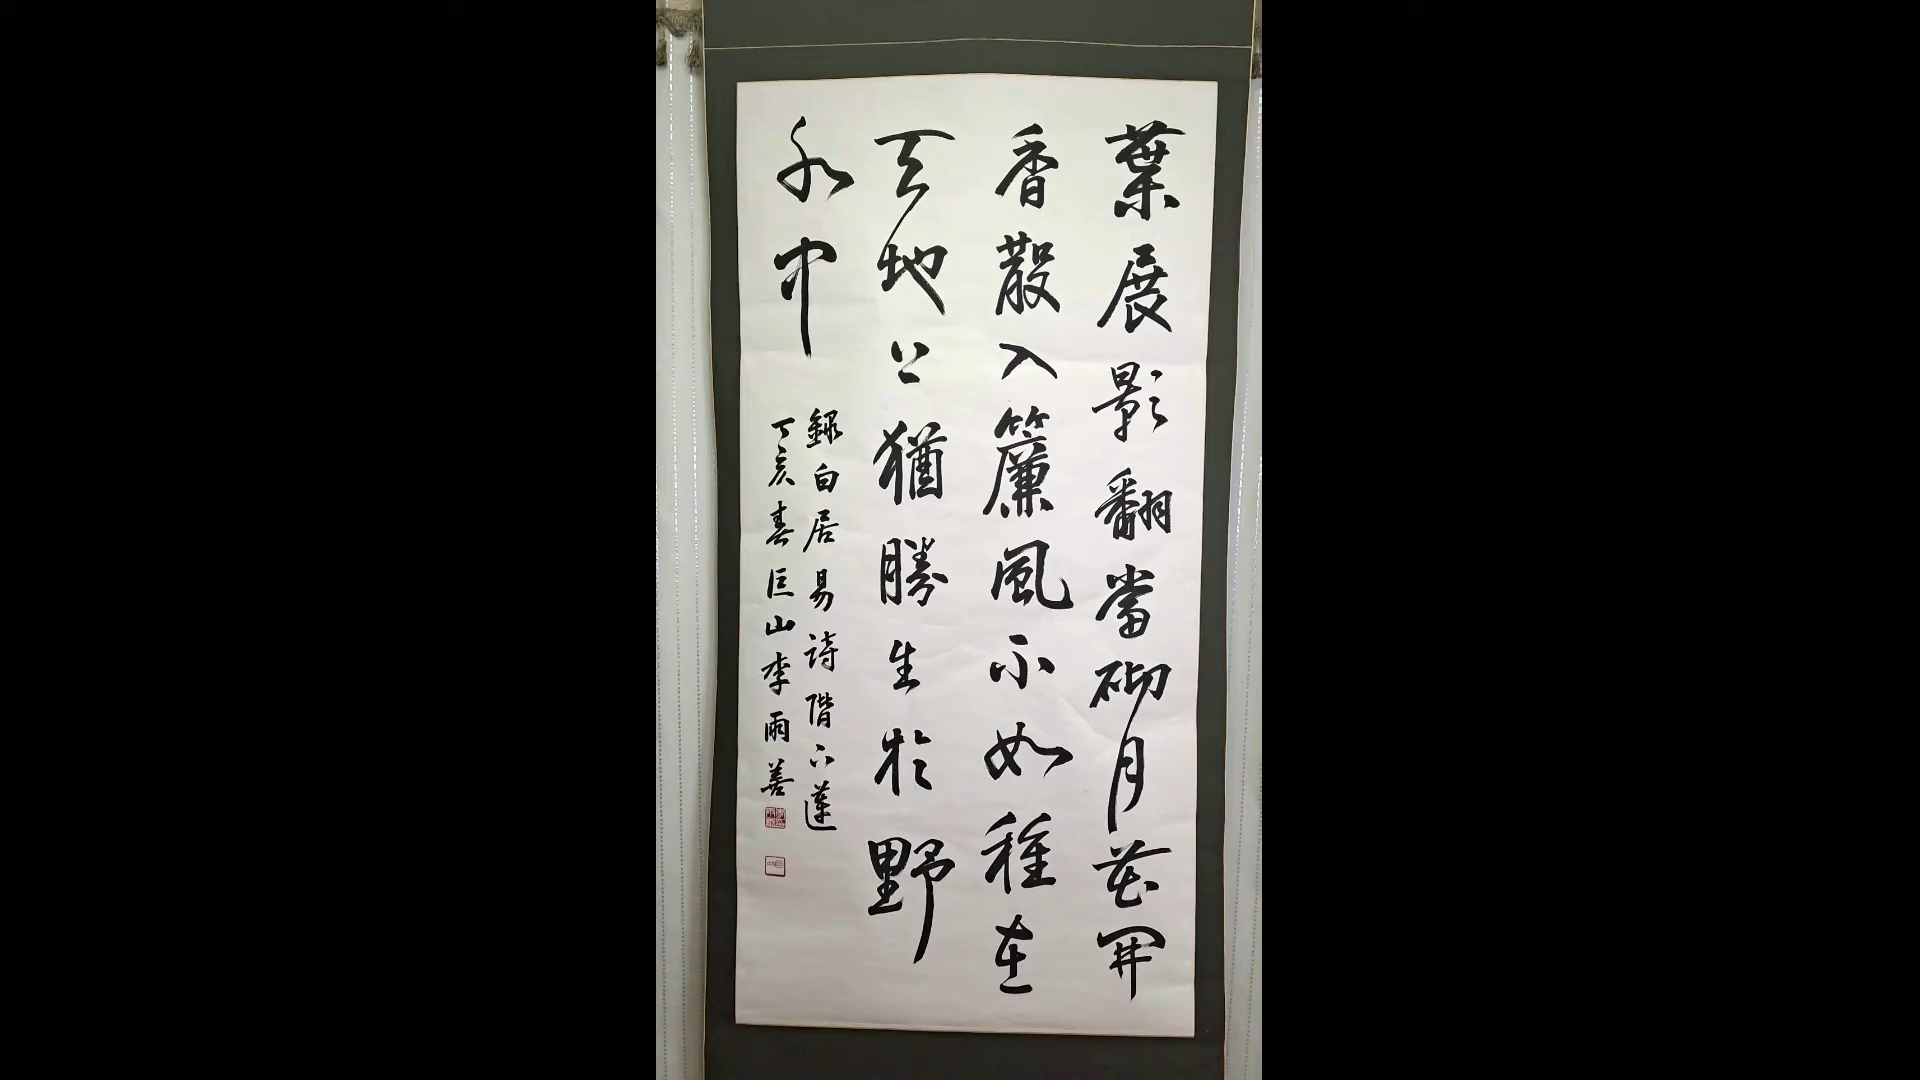 葉展影翻當砌月花開
香散入簾風不如種在
天地上猶勝生於野
水中
錄白居易詩階下蓮
丁亥春巨山李雨善